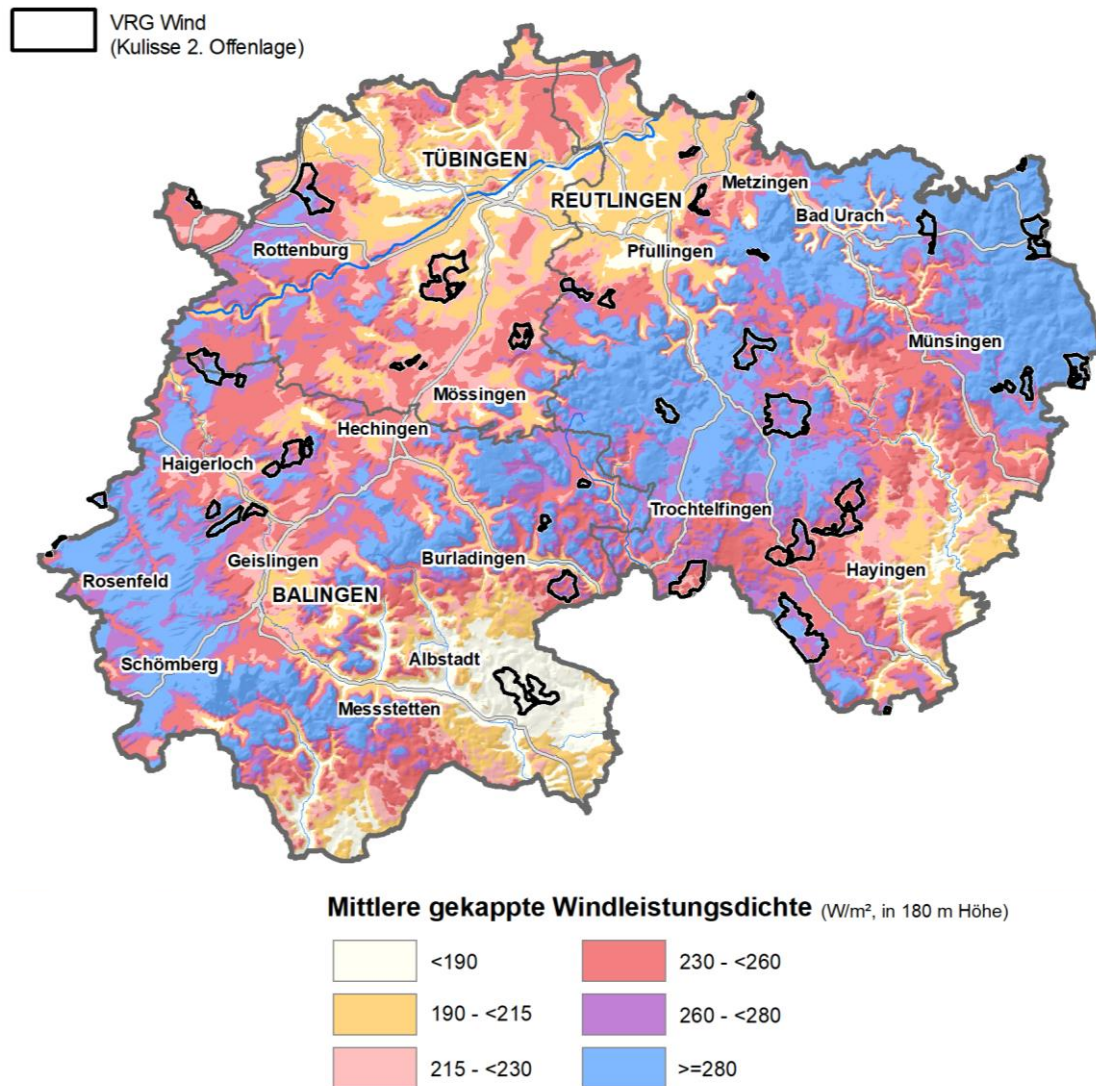 VRG Wind
(Kulisse 2. Offenlage)
TÜBINGEN
REUTLINGEN
Metzingen
Bad Urach
Rottenburg
Pfullingen
Münsingen
Mössingen
Hechingen
Haigerloch
Trochtelfingen
Geislingen
Burladingen
Hayingen
Rosenfeld
BALINGEN
Schömberg
Albstadt
Messstetten
Mittlere gekappte Windleistungsdichte (W/m², in 180 m Höhe)
<190
230 - <260
190 - <215
260 - <280
215 - <230
>=280